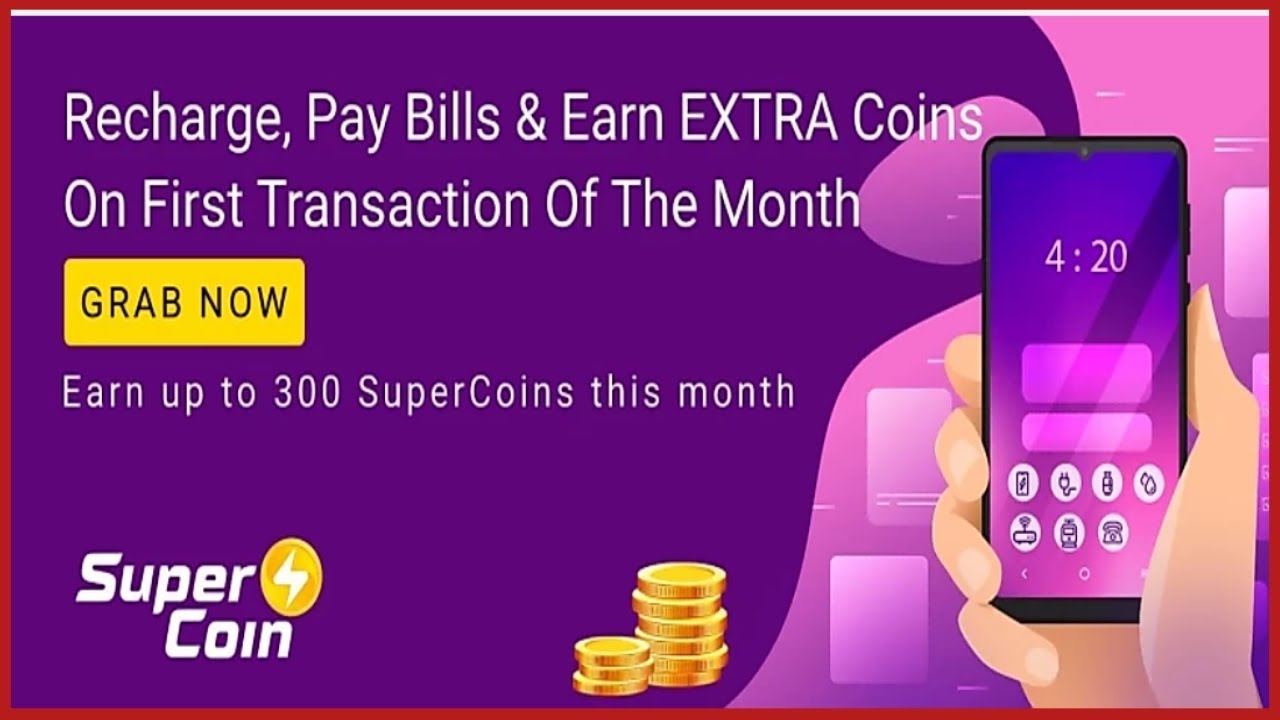 Recharge, Pay Bills & Earn EXTRA Coins
On First Transaction Of The Month
GRAB NOW
Earn up to 300 SuperCoins this month
4 : 20
Super
Coin